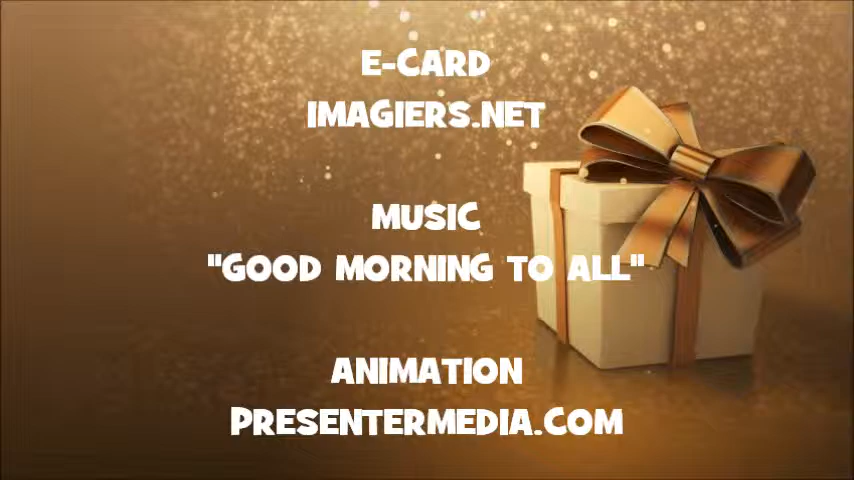 E-CARD
IMAGIERS.NET
MUSIC
"GOOD MORNING TO ALL"
ANIMATION
PRESENTERMEDIA.COM